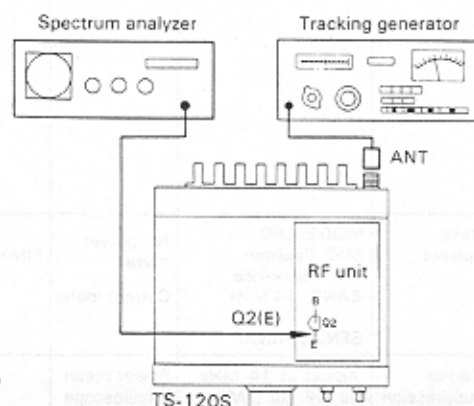 Spectrum analyzer
Tracking generator
ANT
RF unit
B
Q2
Q2(E)
E
TS-120S